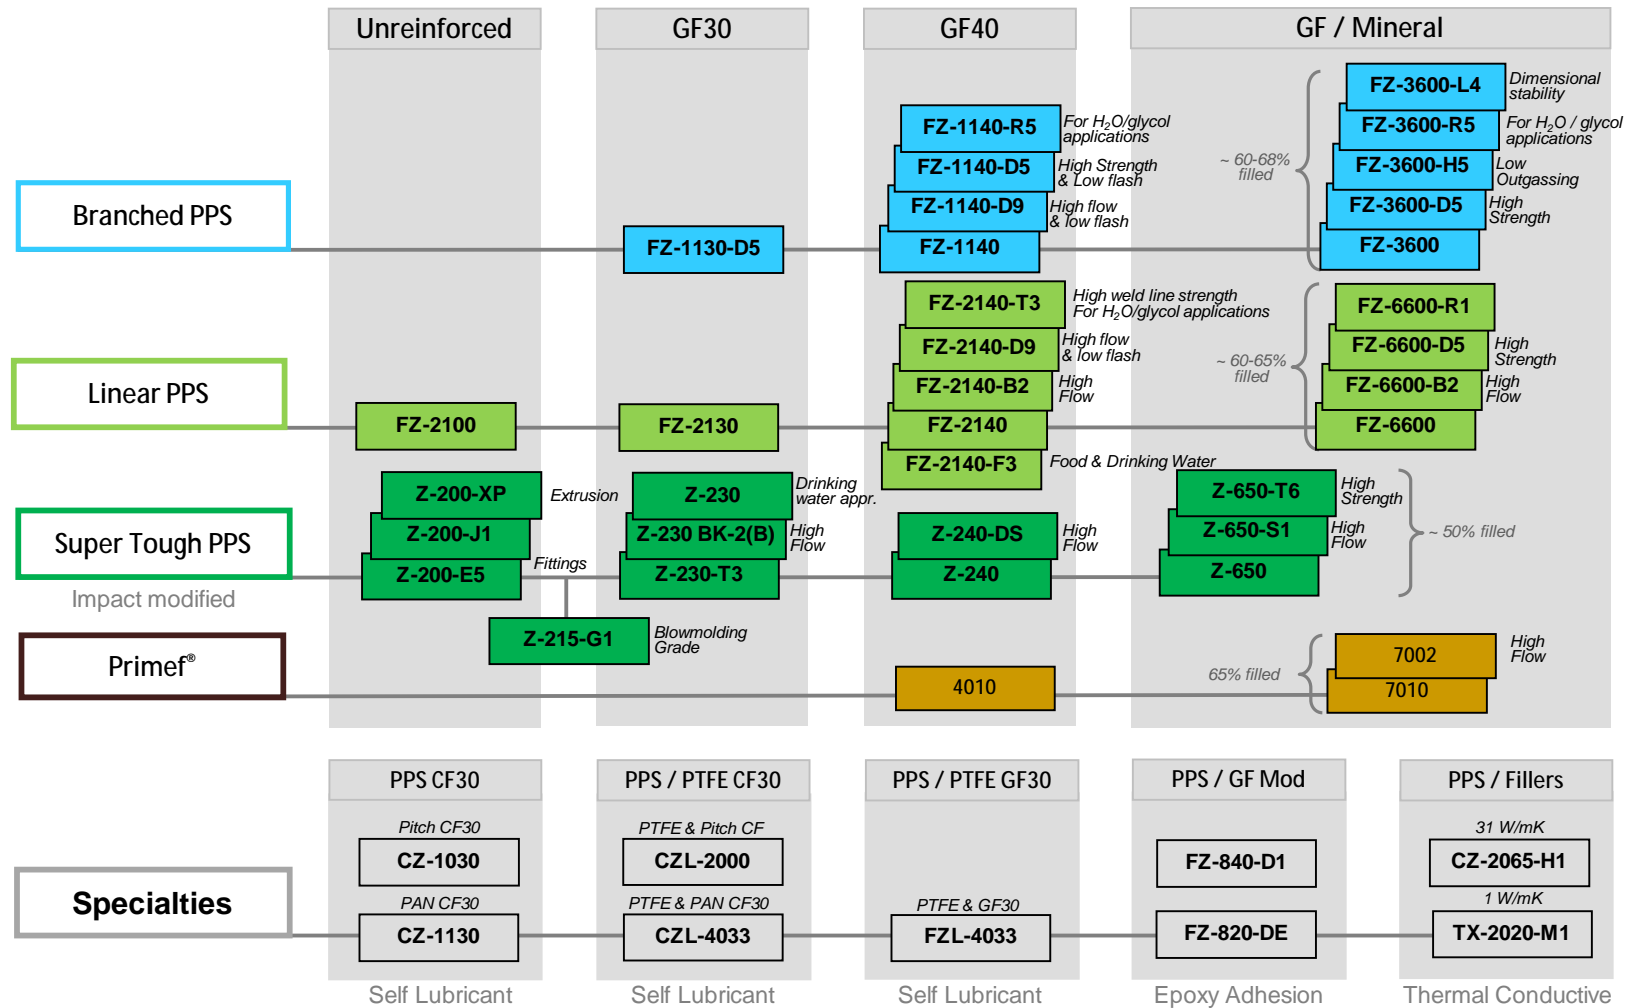 Unreinforced
GF30
GF40
GF / Mineral
Branched PPS
FZ-1130-D5
FZ-1140-R5
For H₂O/glycol
applications
FZ-1140-D5
High Strength
& Low flash
FZ-1140-D9
High flow
& low flash
FZ-1140
~ 60-68%
filled
FZ-3600-L4
Dimensional
stability
FZ-3600-R5
For H₂O / glycol
applications
FZ-3600-H5
Low
Outgassing
FZ-3600-D5
High
Strength
FZ-3600
Linear PPS
FZ-2100
FZ-2130
FZ-2140-T3
High weld line strength
For H₂O/glycol applications
FZ-2140-D9
High flow
& low flash
FZ-2140-B2
High
Flow
FZ-2140
FZ-2140-F3
Food & Drinking Water
~ 60-65%
filled
FZ-6600-R1
FZ-6600-D5
High
Strength
FZ-6600-B2
High
Flow
FZ-6600
Super Tough PPS
Impact modified
Z-200-XP
Extrusion
Z-200-J1
Z-200-E5
Fittings
Z-215-G1
Blowmolding
Grade
Z-230
Drinking
water appr.
Z-230 BK-2(B)
High
Flow
Z-230-T3
Z-240-DS
High
Flow
Z-240
Z-650-T6
High
Strength
Z-650-S1
High
Flow
Z-650
~ 50% filled
Primef®
4010
65% filled
7002
High
Flow
7010
PPS CF30
PPS / PTFE CF30
PPS / PTFE GF30
PPS / GF Mod
PPS / Fillers
Specialties
Pitch CF30
CZ-1030
PAN CF30
CZ-1130
Self Lubricant
PTFE & Pitch CF
CZL-2000
PTFE & PAN CF30
CZL-4033
Self Lubricant
PTFE & GF30
FZL-4033
Self Lubricant
FZ-840-D1
FZ-820-DE
Epoxy Adhesion
31 W/mK
CZ-2065-H1
1 W/mK
TX-2020-M1
Thermal Conductive